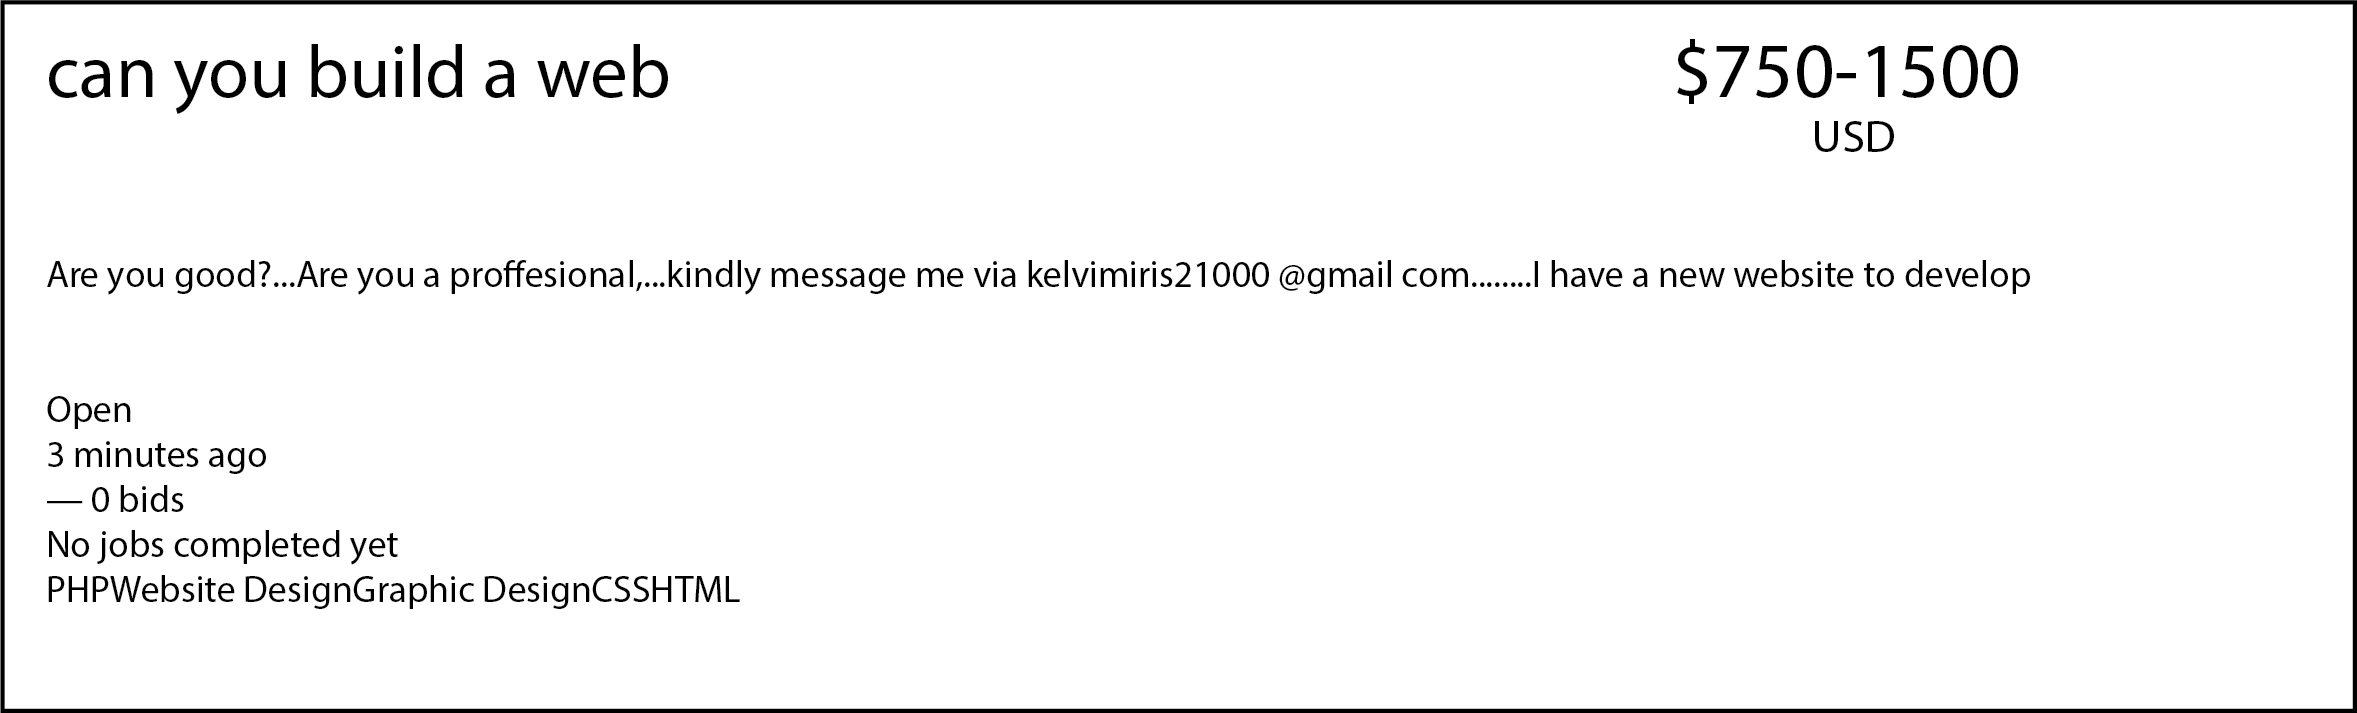 can you build a web
$750-1500
USD
Are you good?...Are you a proffesional,...kindly message me via kelvimiris21000 @gmail com........I have a new website to develop
Open
3 minutes ago
— 0 bids
No jobs completed yet
PHPWebsite DesignGraphic DesignCSSHTML